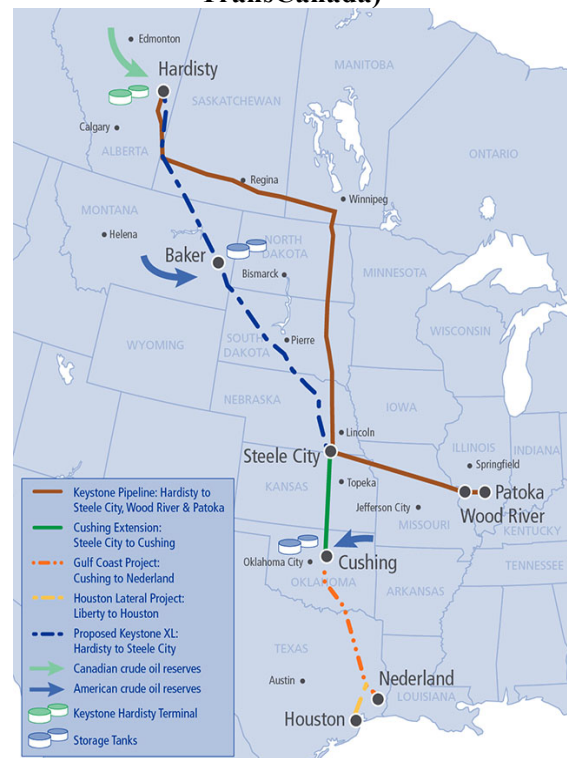 TransCanada)
Edmonton
Hardisty
MANITOBA
SASKATCHEWAN
Calgary
ALBERTA
ONTARIO
Regina
Winnipeg
MONTANA
Helena
NORTH
DAKOTA
Baker
Bismarck
MINNESOTA
SOUTH
DAKOTA
Pierre
WISCONSIN
WYOMING
NEBRASKA
IOWA
Lincoln
ILLINOIS
INDIANA
Steele City
Springfield
KANSAS
Topeka
Patoka
Jefferson City
Wood River
MISSOURI
KENTUCKY
Oklahoma City
Cushing
TENNESSEE
OKLAHOMA
ARKANSAS
TEXAS
Nederland
Austin
LOUISIANA
Houston
Keystone Pipeline: Hardisty to
Steele City, Wood River & Patoka
Cushing Extension:
Steele City to Cushing
Gulf Coast Project:
Cushing to Nederland
Houston Lateral Project:
Liberty to Houston
Proposed Keystone XL:
Hardisty to Steele City
Canadian crude oil reserves
American crude oil reserves
Keystone Hardisty Terminal
Storage Tanks